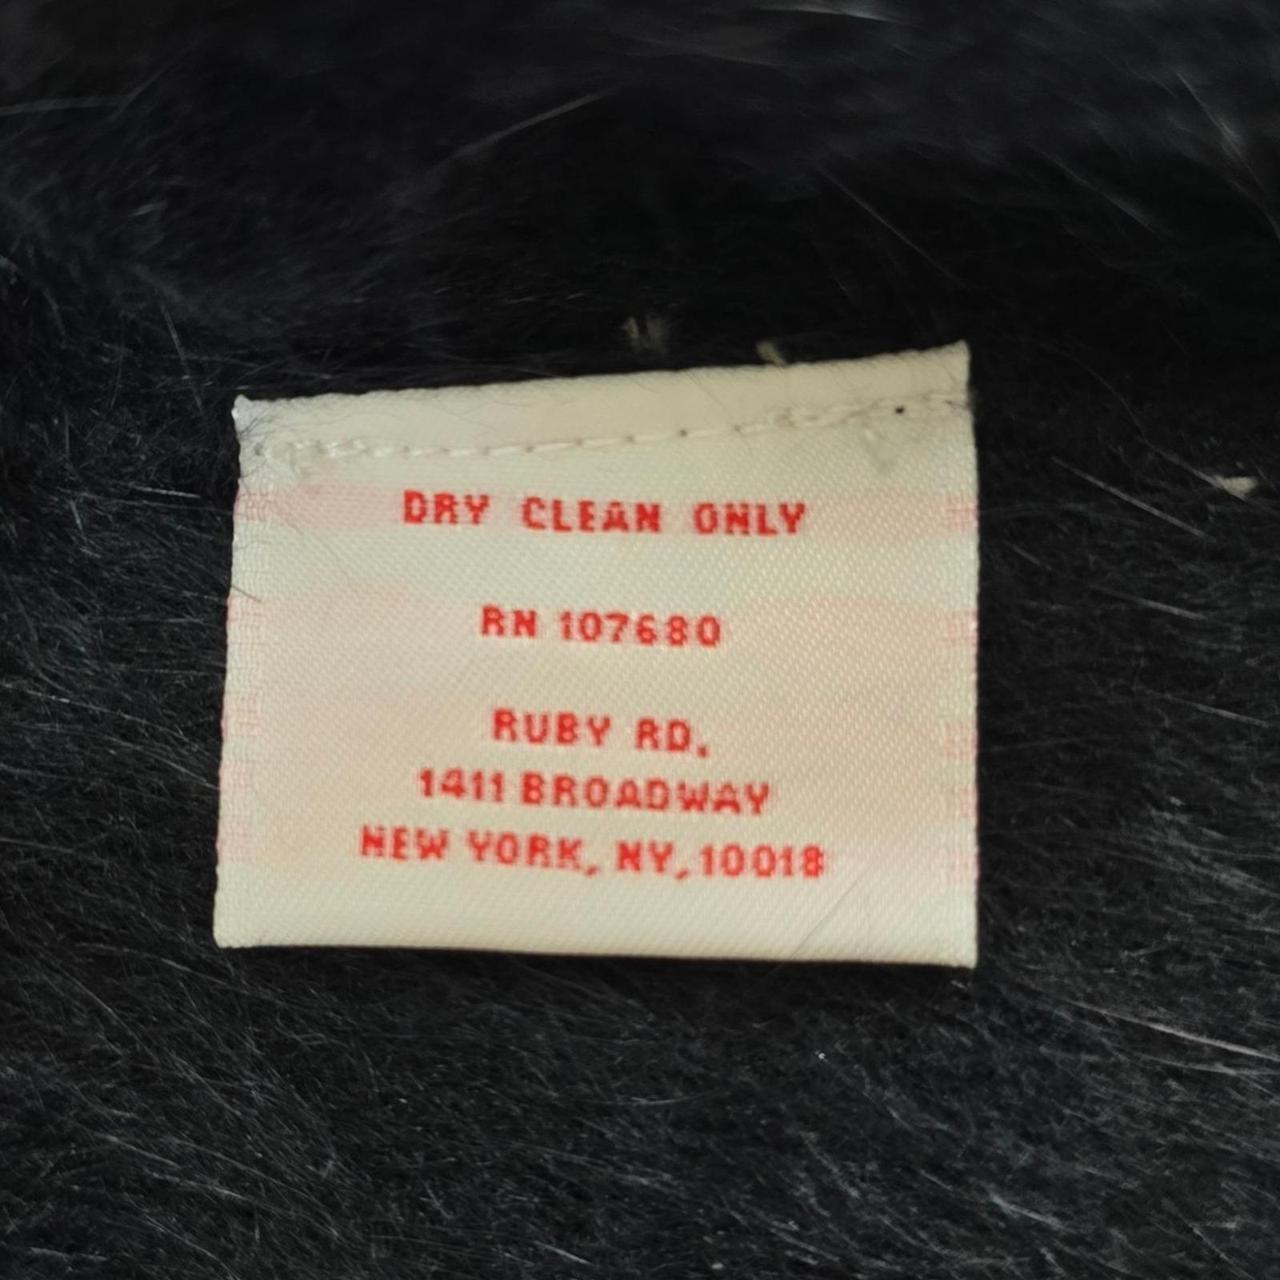 DRY CLEAN ONLY
RN 107680
RUBY RD.
1411 BROADWAY
NEW YORK, NY, 10018